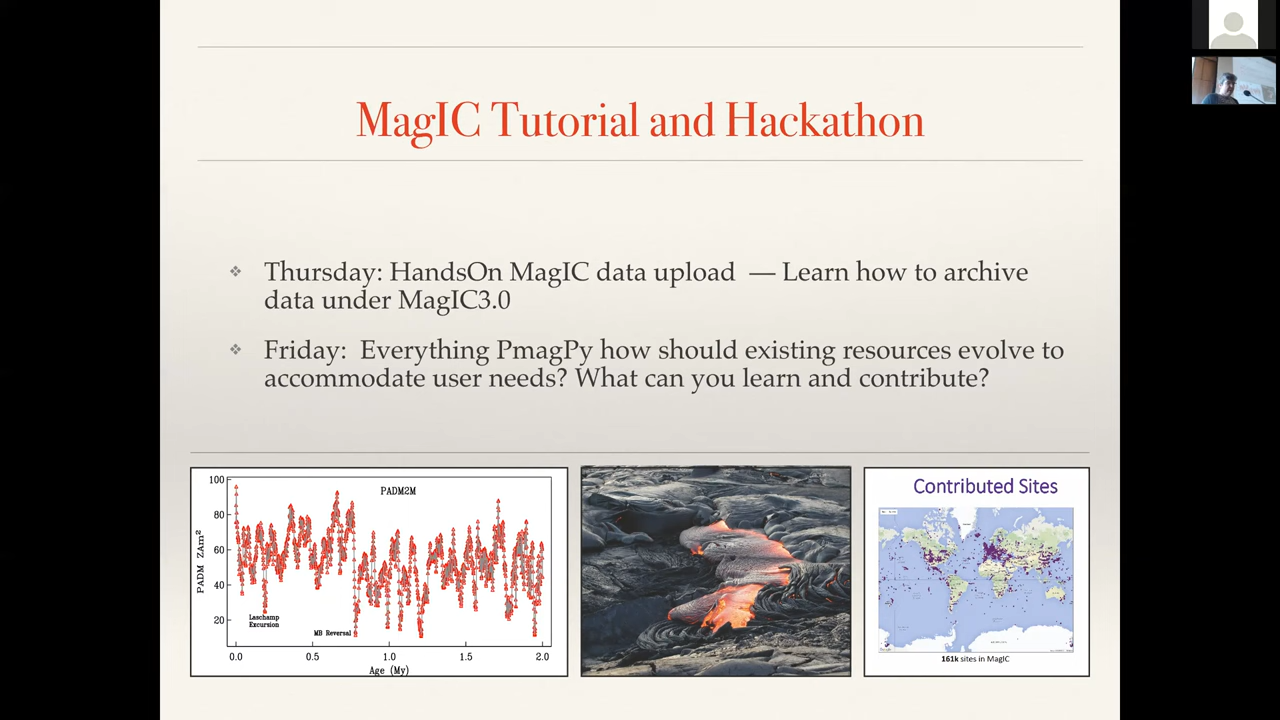 MagIC Tutorial and Hackathon
❖ Thursday: HandsOn MagIC data upload — Learn how to archive
data under MagIC3.0
❖ Friday: Everything PmagPy how should existing resources evolve to
accommodate user needs? What can you learn and contribute?
PADM2M
100
80
60
40
20
PADM ZAm²
Laschamp
Excursion
MB Reversal
0.0 0.5 1.0 1.5 2.0
Age (My)
Contributed Sites
161k sites in MagIC